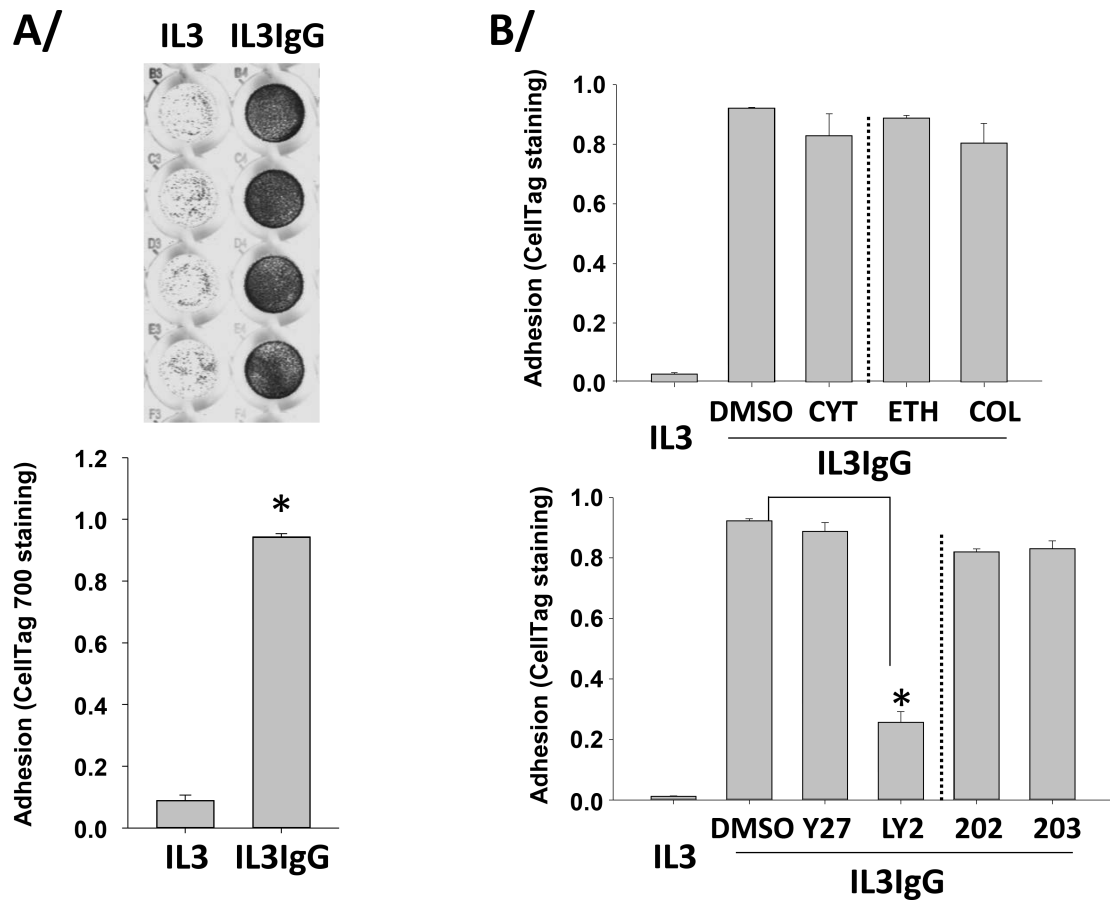 A/
IL3 IL3IgG
B3 B4
C3 C4
D3 D4
E3 E4
F3 F4
Adhesion (CellTag 700 staining)
1.2
1.0
0.8
0.6
0.4
0.2
0.0
*
IL3 IL3IgG
B/
Adhesion (CellTag staining)
1.0
0.8
0.6
0.4
0.2
0.0
DMSO CYT ETH COL
IL3
IL3IgG
Adhesion (CellTag staining)
1.0
0.8
0.6
0.4
0.2
0.0
*
DMSO Y27 LY2 202 203
IL3
IL3IgG